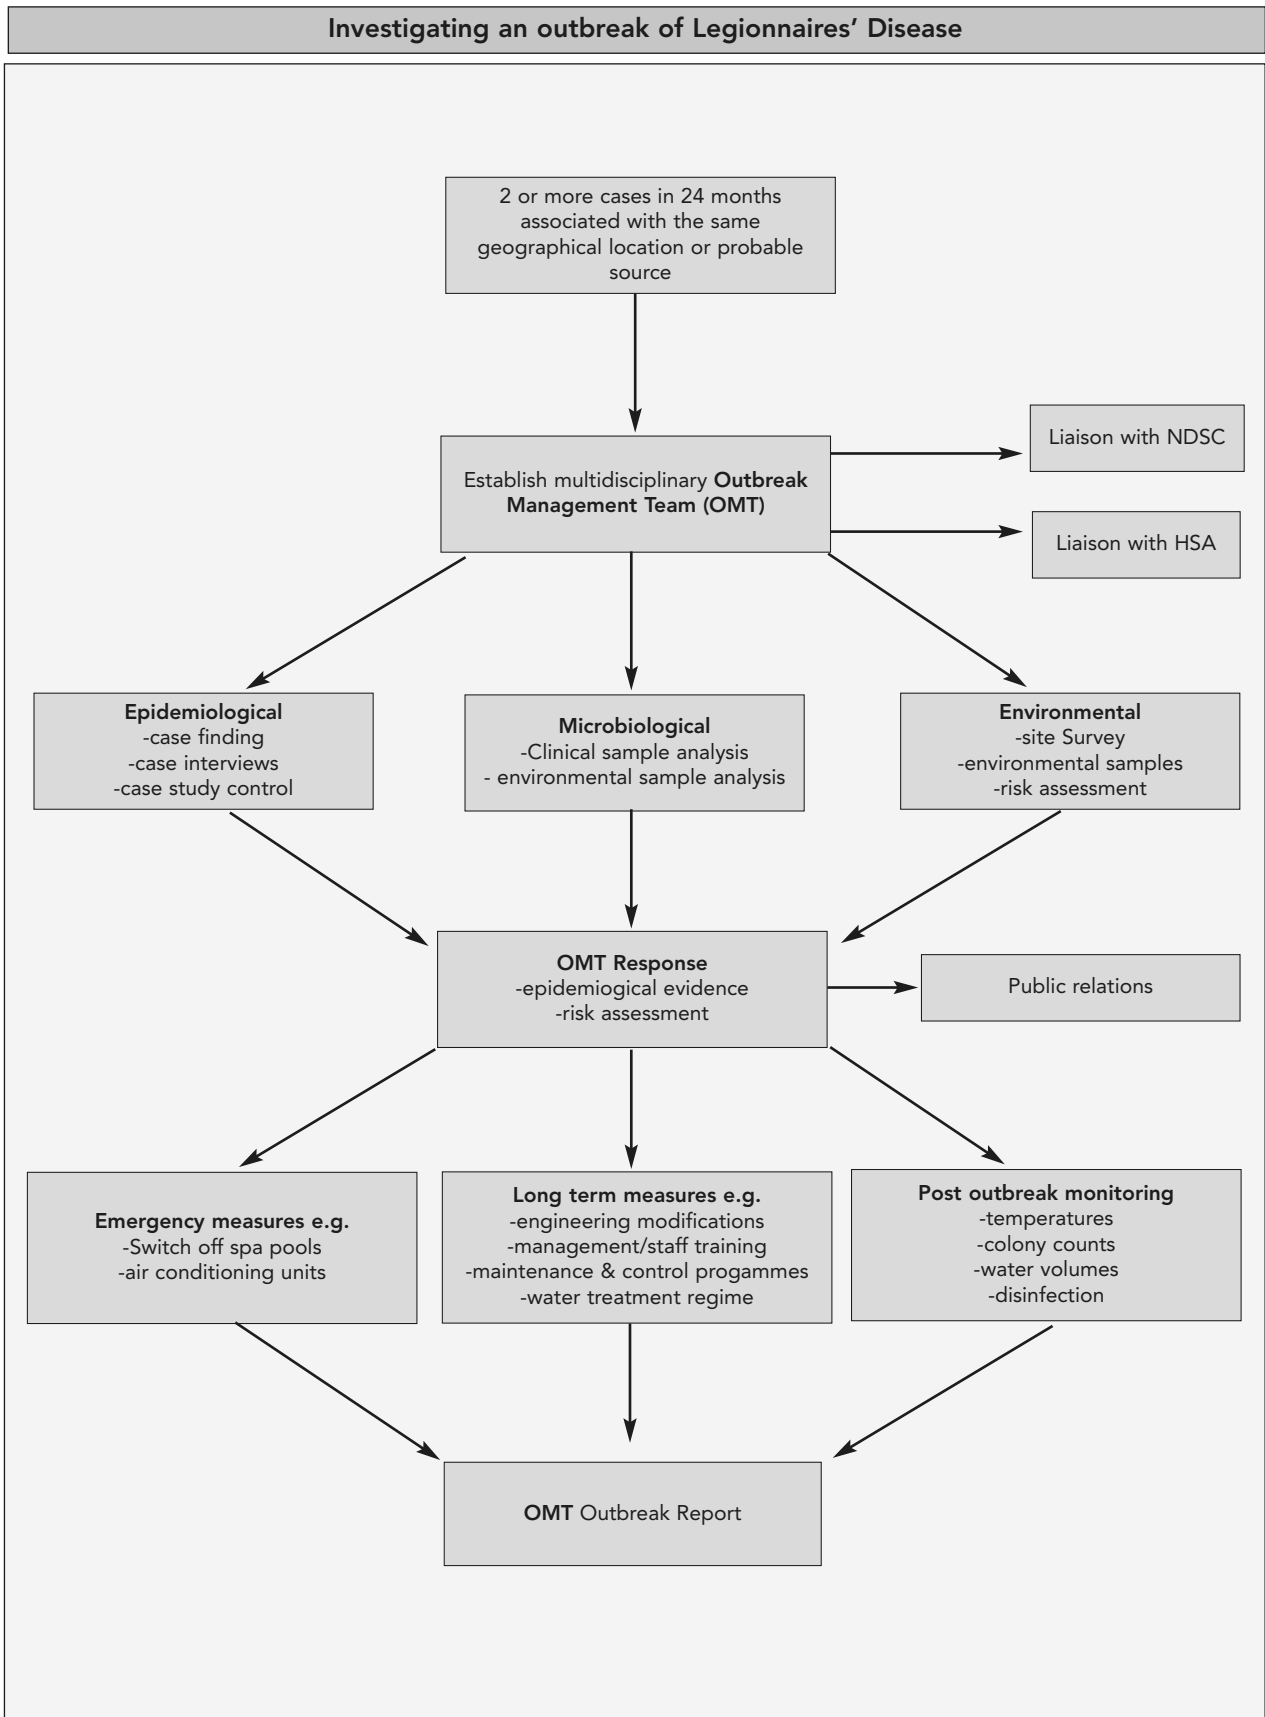 Investigating an outbreak of Legionnaires' Disease
2 or more cases in 24 months
associated with the same
geographical location or probable
source
Liaison with NDSC
Establish multidisciplinary Outbreak
Management Team (OMT)
Liaison with HSA
Epidemiological
-case finding
-case interviews
-case study control
Microbiological
-Clinical sample analysis
- environmental sample analysis
Environmental
-site Survey
-environmental samples
-risk assessment
OMT Response
-epidemiogical evidence
-risk assessment
Public relations
Emergency measures e.g.
-Switch off spa pools
-air conditioning units
Long term measures e.g.
-engineering modifications
-management/staff training
-maintenance & control progammes
-water treatment regime
Post outbreak monitoring
-temperatures
-colony counts
-water volumes
-disinfection
OMT Outbreak Report